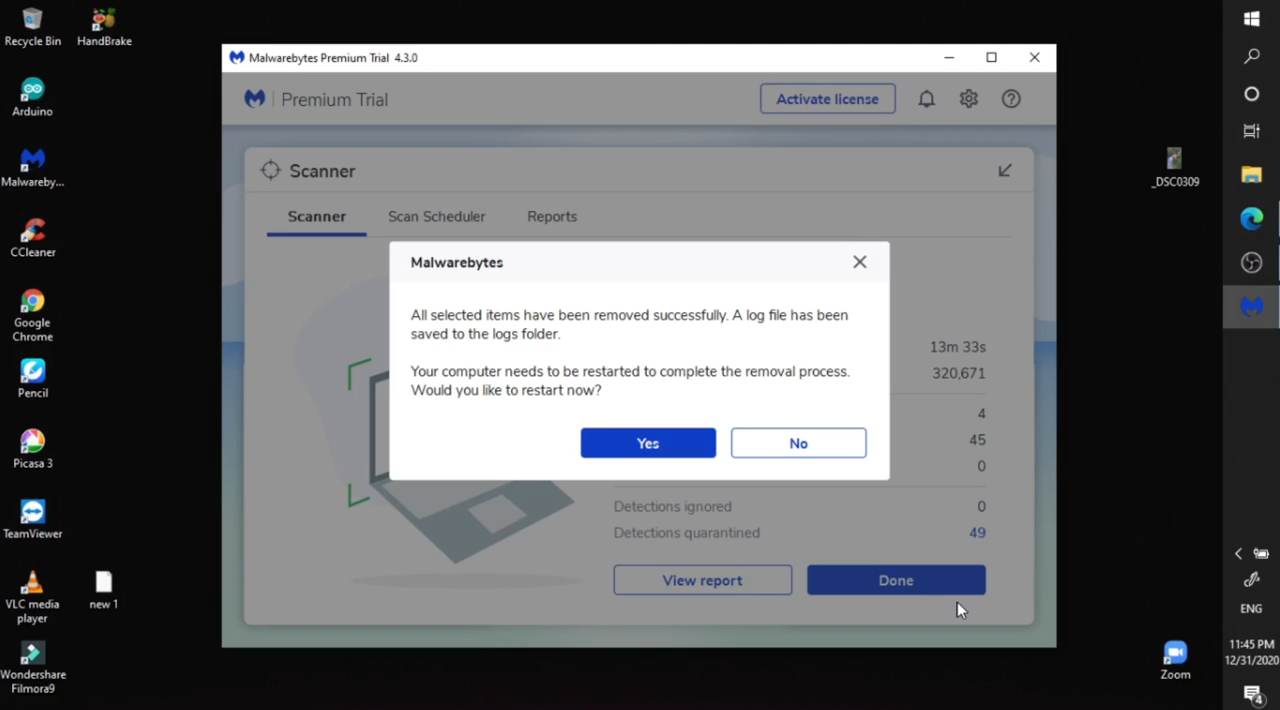 Recycle Bin
HandBrake
Arduino
Malwareby...
CCleaner
Google
Chrome
Pencil
Picasa 3
TeamViewer
VLC media
player
new 1
Wondershare
Filmora9
Malwarebytes Premium Trial 4.3.0
Premium Trial
Activate license
Scanner
Scanner
Scan Scheduler
Reports
Malwarebytes
All selected items have been removed successfully. A log file has been
saved to the logs folder.
Your computer needs to be restarted to complete the removal process.
Would you like to restart now?
Yes
No
13m 33s
320,671
4
45
0
Detections ignored
0
Detections quarantined
49
View report
Done
_DSC0309
Zoom
ENG
11:45 PM
12/31/2020
4